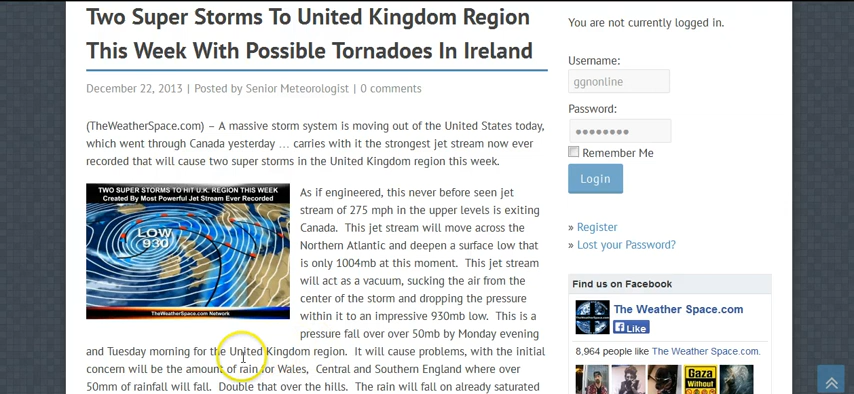 Two Super Storms To United Kingdom Region
This Week With Possible Tornadoes In Ireland
December 22, 2013 | Posted by Senior Meteorologist | 0 comments
(TheWeatherSpace.com) – A massive storm system is moving out of the United States today,
which went through Canada yesterday … carries with it the strongest jet stream now ever
recorded that will cause two super storms in the United Kingdom region this week.
TWO SUPER STORMS TO HIT U.K. REGION THIS WEEK
Created By Most Powerful Jet Stream Ever Recorded
LOW
930
TheWeatherSpace.com Network
As if engineered, this never before seen jet
stream of 275 mph in the upper levels is exiting
Canada.  This jet stream will move across the
Northern Atlantic and deepen a surface low that
is only 1004mb at this moment.  This jet stream
will act as a vacuum, sucking the air from the
center of the storm and dropping the pressure
within it to an impressive 930mb low.  This is a
pressure fall over over 50mb by Monday evening
and Tuesday morning for the United Kingdom region.  It will cause problems, with the initial
concern will be the amount of rain for Wales,  Central and Southern England where over
50mm of rainfall will fall.  Double that over the hills.  The rain will fall on already saturated
You are not currently logged in.
Username:
ggnonline
Password:
••••••••
Remember Me
Login
» Register
» Lost your Password?
Find us on Facebook
The Weather Space.com
Like
8,964 people like The Weather Space.com.
Gaza
Without